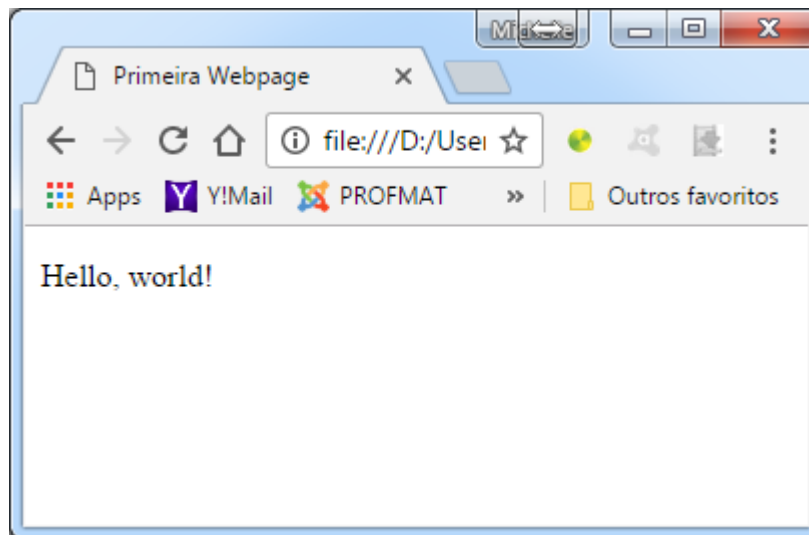 Primeira Webpage
file:///D:/User
Apps Y!Mail PROFMAT » Outros favoritos
Hello, world!